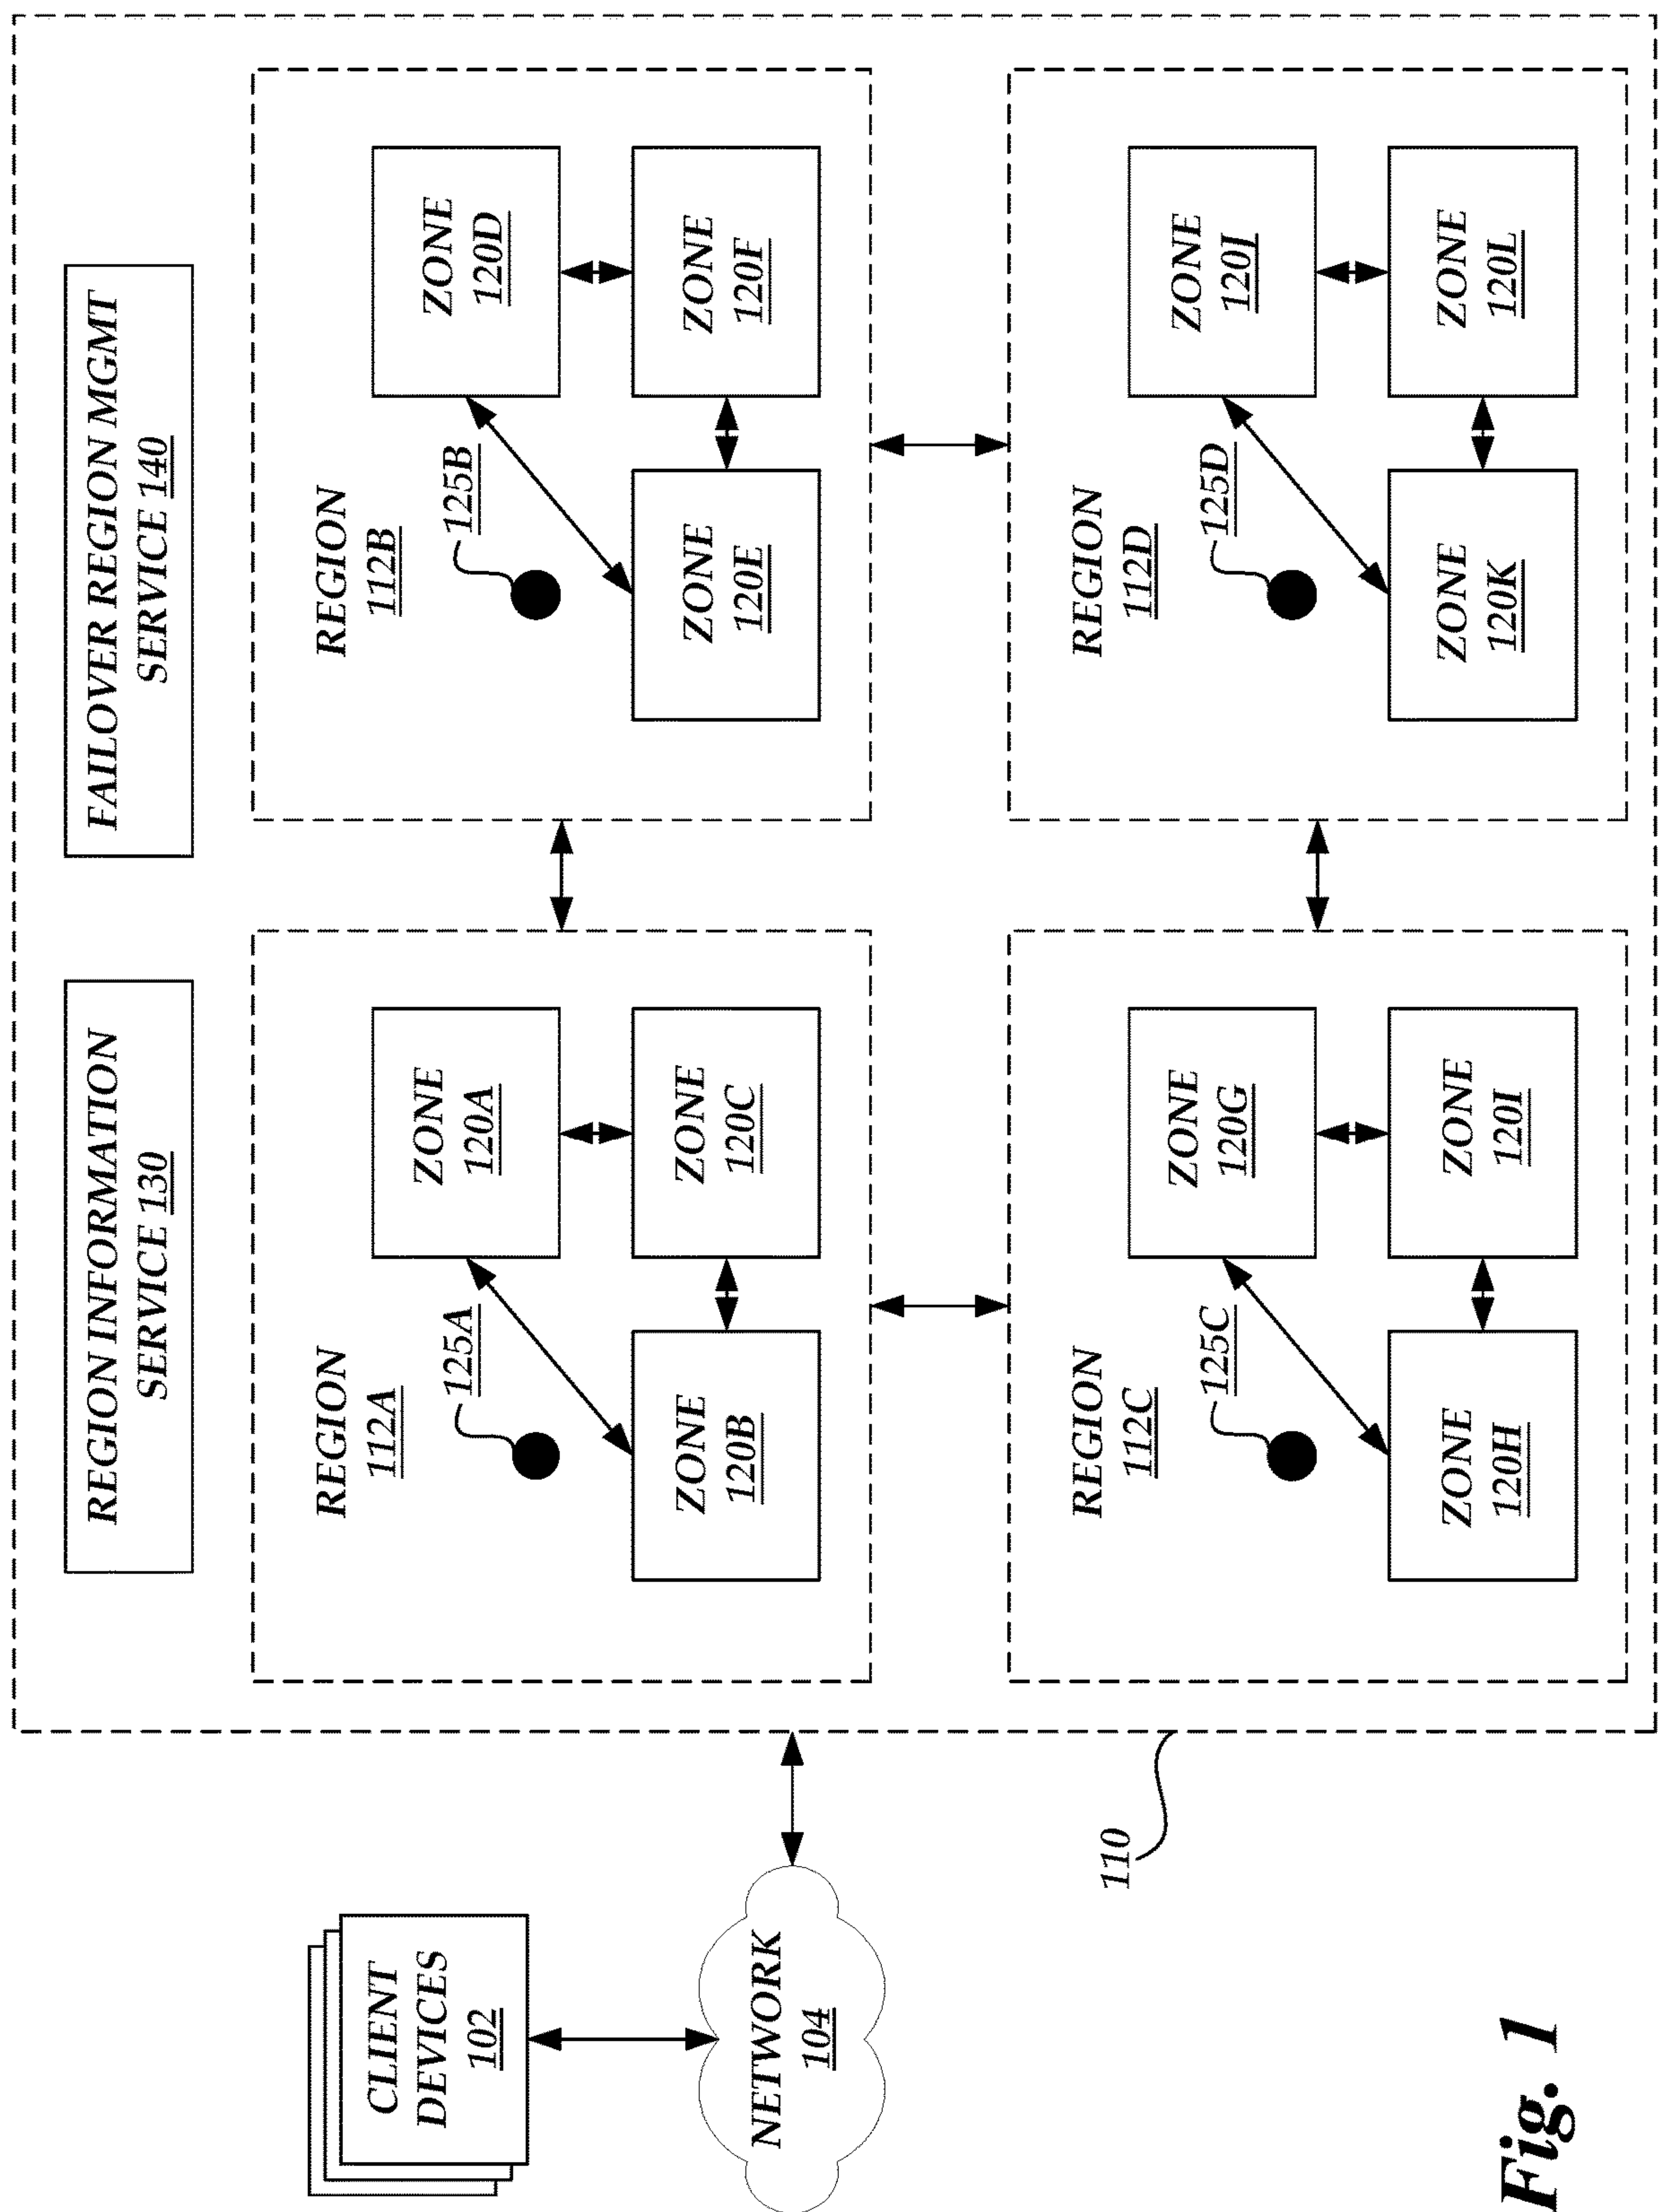 REGION INFORMATION
SERVICE 130
FAILOVER REGION MGMT
SERVICE 140
CLIENT
DEVICES
102
NETWORK
104
110
REGION
112A
125A
ZONE
120A
ZONE
120B
ZONE
120C
REGION
112B
125B
ZONE
120D
ZONE
120E
ZONE
120F
REGION
112C
125C
ZONE
120G
ZONE
120H
ZONE
120I
REGION
112D
125D
ZONE
120J
ZONE
120K
ZONE
120L
Fig. 1